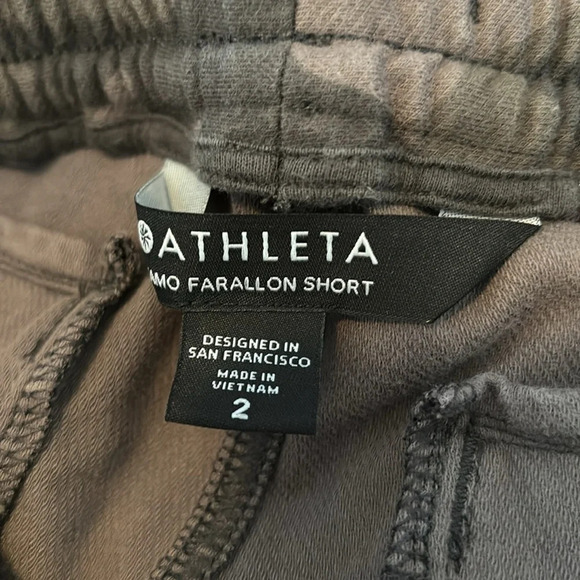 ATHLETA
AMO FARALLON SHORT
DESIGNED IN
SAN FRANCISCO
MADE IN
VIETNAM
2